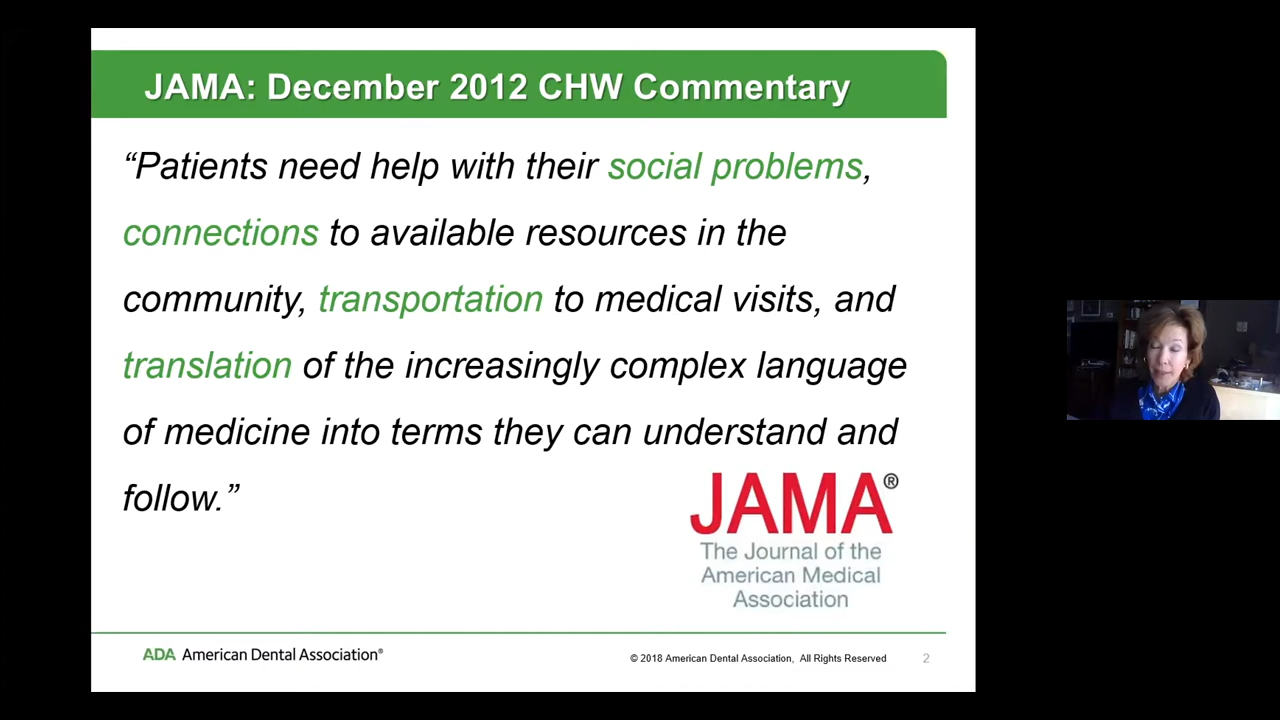 JAMA: December 2012 CHW Commentary
“Patients need help with their social problems,
connections to available resources in the
community, transportation to medical visits, and
translation of the increasingly complex language
of medicine into terms they can understand and
follow.”
JAMA®
The Journal of the
American Medical
Association
ADA American Dental Association®
© 2018 American Dental Association, All Rights Reserved
2